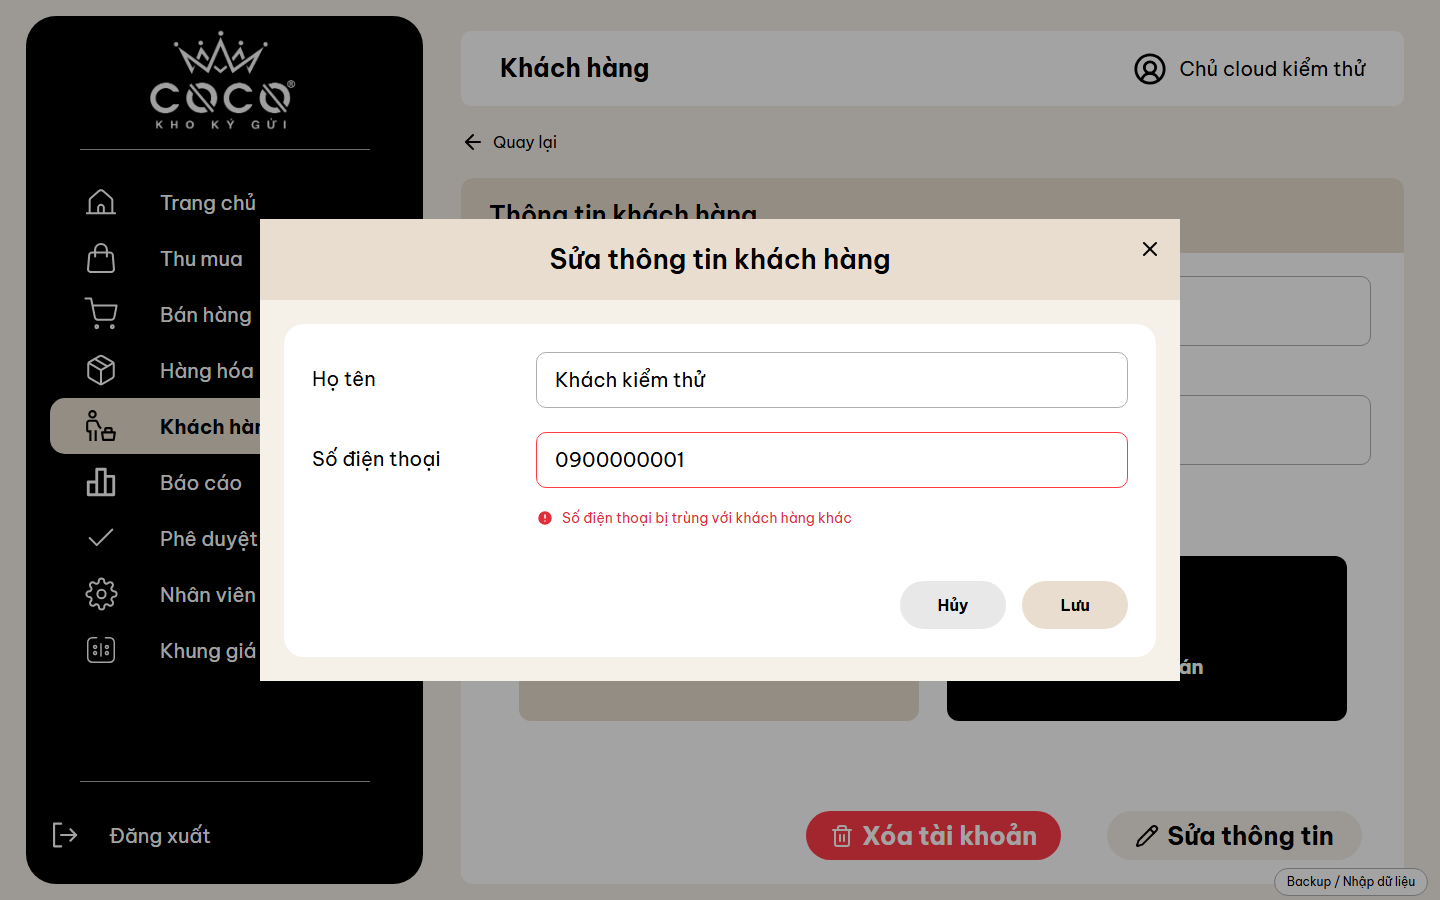 COCO®
KHO KÝ GỬI
Trang chủ
Thu mua
Bán hàng
Hàng hóa
Khách hàn
Báo cáo
Phê duyệt
Nhân viên
Khung giá
Đăng xuất
Khách hàng
Chủ cloud kiểm thử
Quay lại
Thông tin khách hàng
Sửa thông tin khách hàng
Họ tên
Khách kiểm thử
Số điện thoại
0900000001
Số điện thoại bị trùng với khách hàng khác
Hủy
Lưu
án
Xóa tài khoản
Sửa thông tin
Backup / Nhập dữ liệu